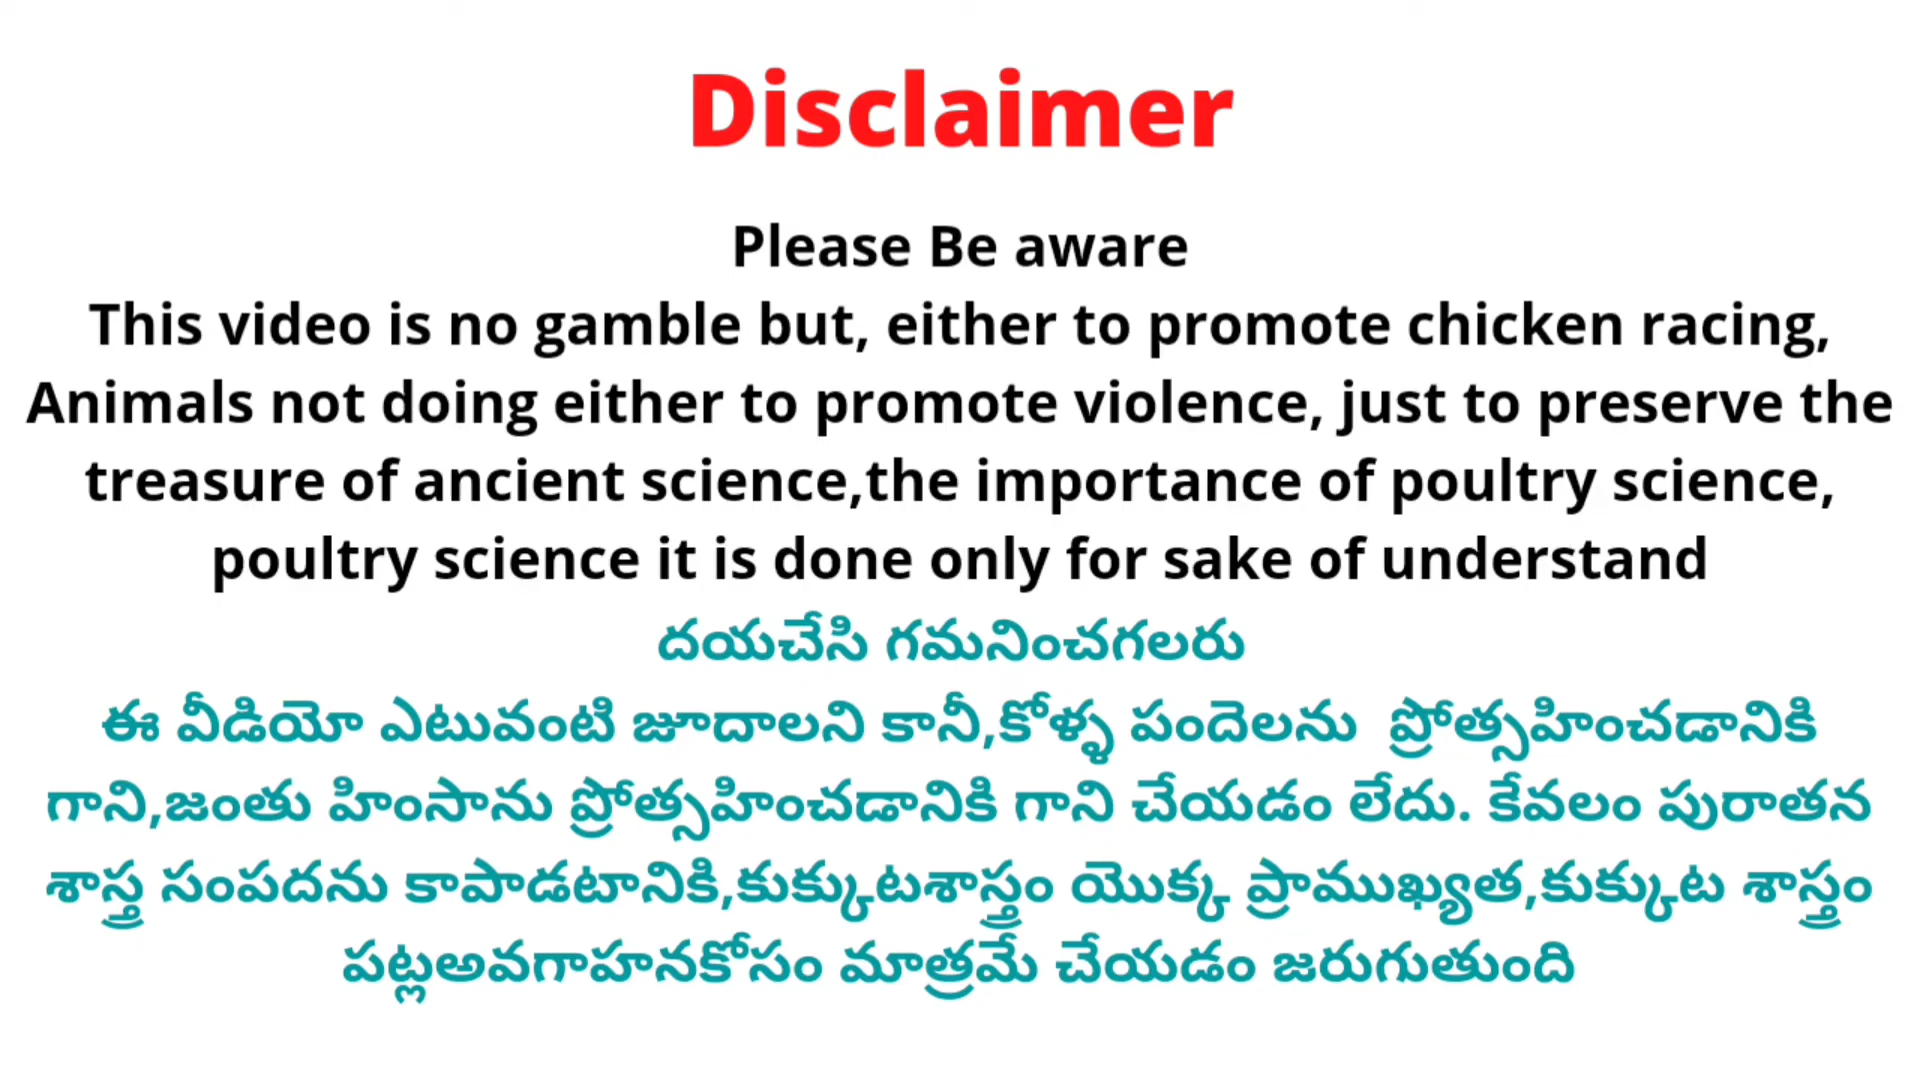 Disclaimer
Please Be aware
This video is no gamble but, either to promote chicken racing,
Animals not doing either to promote violence, just to preserve the
treasure of ancient science,the importance of poultry science,
poultry science it is done only for sake of understand
దయచేసి గమనించగలరు
ఈ వీడియో ఎటువంటి జూదాలని కానీ,కోళ్ళ పందెలను  ప్రోత్సహించడానికి
గాని,జంతు హింసాను ప్రోత్సహించడానికి గాని చేయడం లేదు. కేవలం పురాతన
శాస్త్ర సంపదను కాపాడటానికి,కుక్కుటశాస్త్రం యొక్క ప్రాముఖ్యత,కుక్కుట శాస్త్రం
పట్లఅవగాహనకోసం మాత్రమే చేయడం జరుగుతుంది